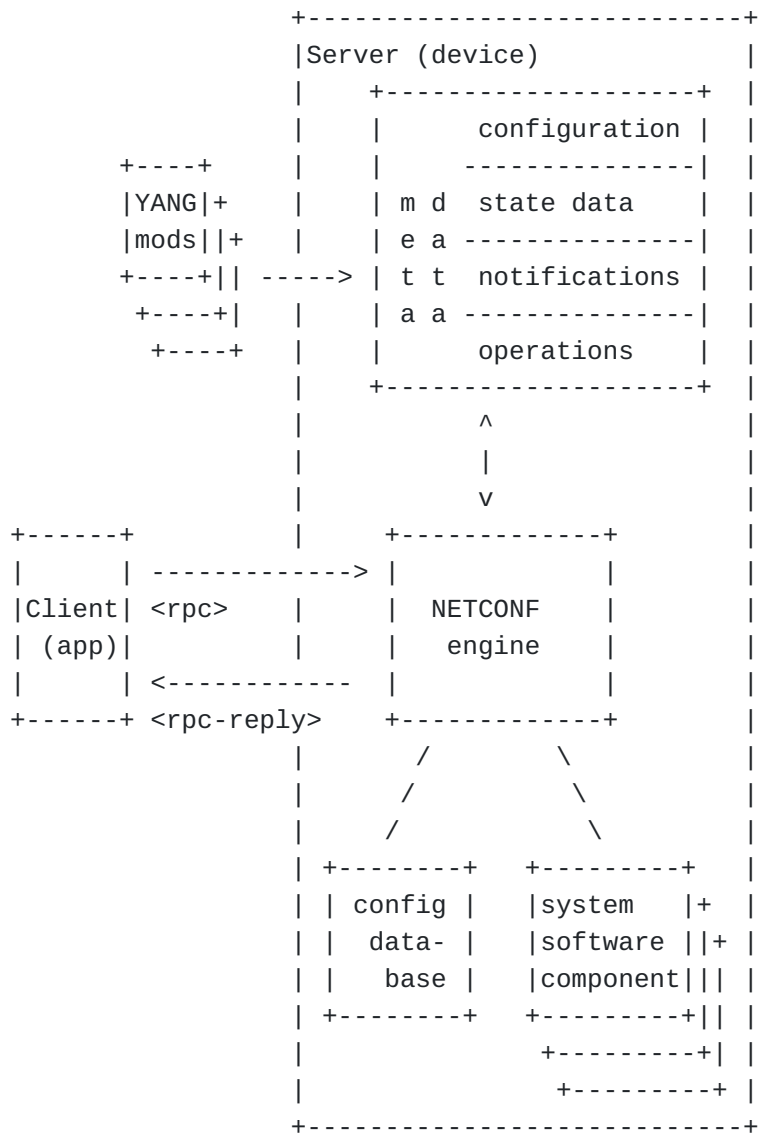 Server (device)
configuration
YANG
mods
m d
e a
t t
a a
state data
notifications
operations
Client
(app)
<rpc>
<rpc-reply>
NETCONF
engine
config
data-
base
system
software
component